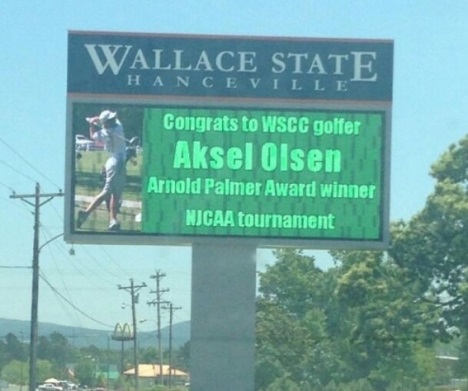 WALLACE STATE
HANCEVILLE
Congrats to WSCC golfer
Aksel Olsen
Arnold Palmer Award winner
NJCAA tournament